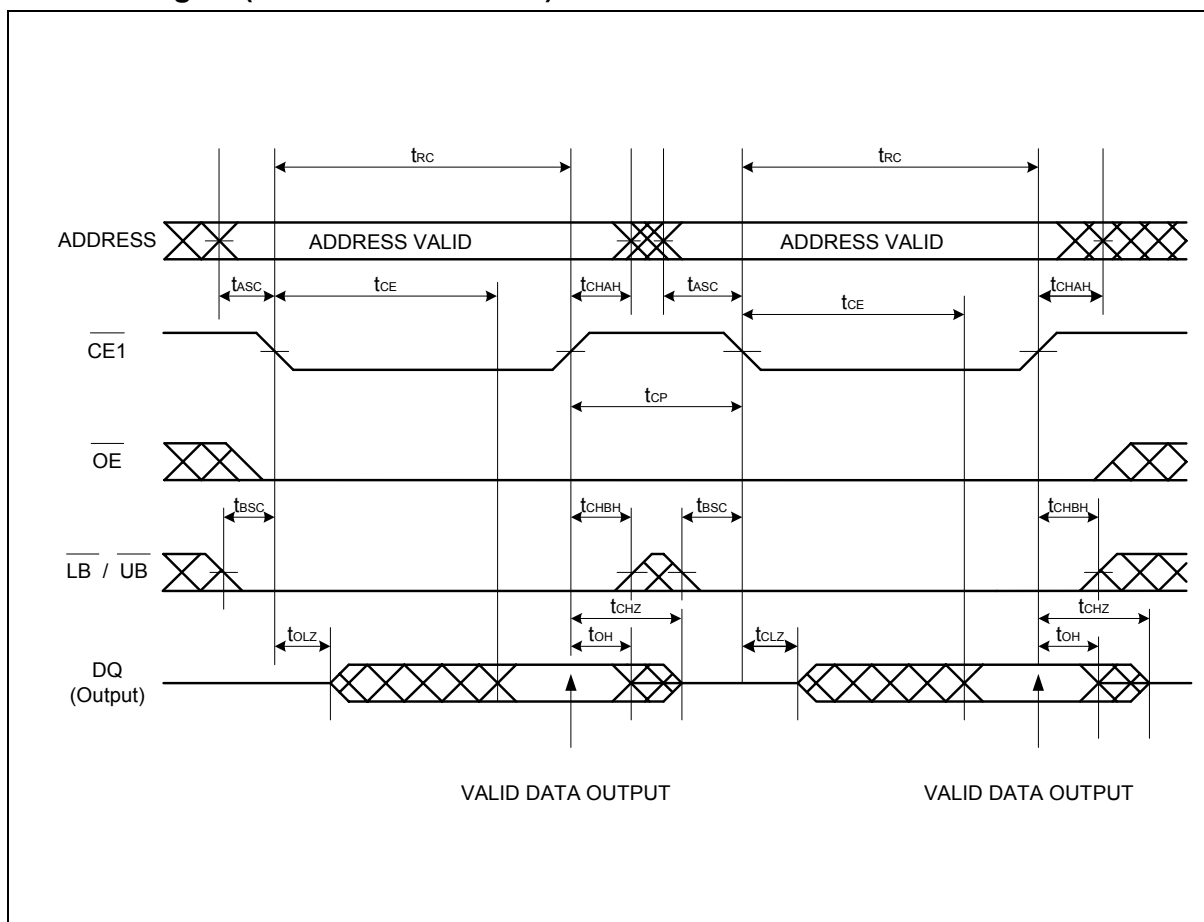 tRC tRC
ADDRESS ADDRESS VALID ADDRESS VALID
tASC tCE tCHAH tASC tCE tCHAH
CE1
tCP
OE
tBSC tCHBH tBSC tCHBH
LB / UB
tCHZ tCHZ
tOLZ tOH tCLZ tOH
DQ
(Output)
VALID DATA OUTPUT VALID DATA OUTPUT